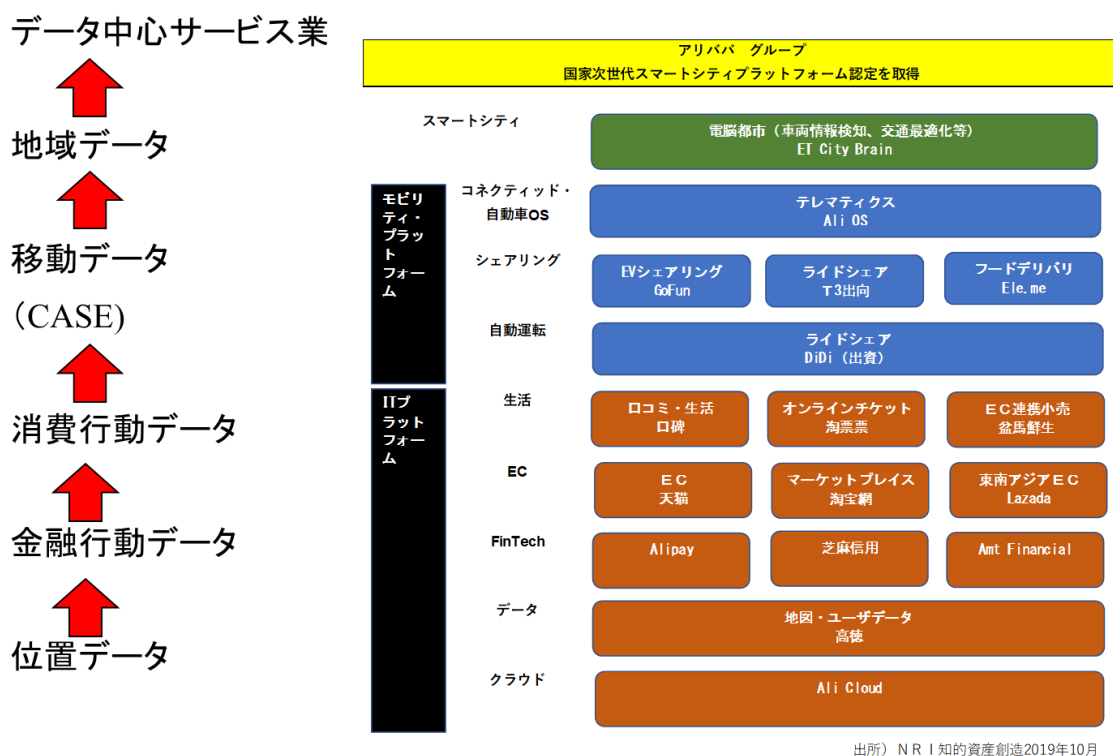 データ中心サービス業
地域データ
移動データ
（CASE)
消費行動データ
金融行動データ
位置データ
アリババ　グループ
国家次世代スマートシティプラットフォーム認定を取得
スマートシティ
電脳都市（車両情報検知、交通最適化等）
ET City Brain
モビリ
ティ・
プラッ
ト
フォー
ム
コネクティッド・
自動車OS
テレマティクス
Ali OS
シェアリング
EVシェアリング
GoFun
ライドシェア
Ｔ3出向
フードデリバリ
Ele.me
自動運転
ライドシェア
DiDi（出資）
ITプ
ラット
フォー
ム
生活
口コミ・生活
口碑
オンラインチケット
淘票票
ＥＣ連携小売
盆馬鮮生
EC
ＥＣ
天猫
マーケットプレイス
淘宝網
東南アジアＥＣ
Lazada
FinTech
Alipay
芝麻信用
Amt Financial
データ
地図・ユーザデータ
高徳
クラウド
Ali Cloud
出所）ＮＲＩ知的資産創造2019年10月